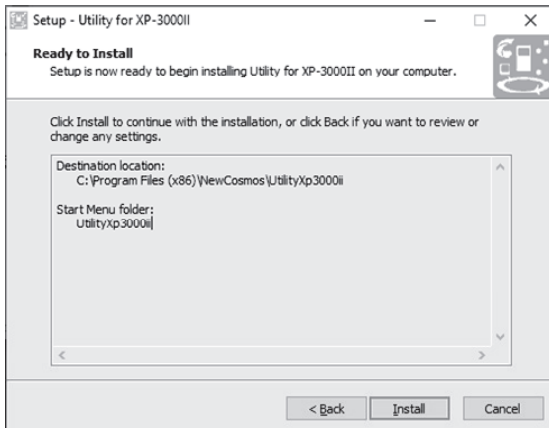 Setup - Utility for XP-3000II
Ready to Install
Setup is now ready to begin installing Utility for XP-3000II on your computer.
Click Install to continue with the installation, or click Back if you want to review or
change any settings.
Destination location:
C:\Program Files (x86)\NewCosmos\UtilityXp3000ii
Start Menu folder:
UtilityXp3000ii
< Back
Install
Cancel